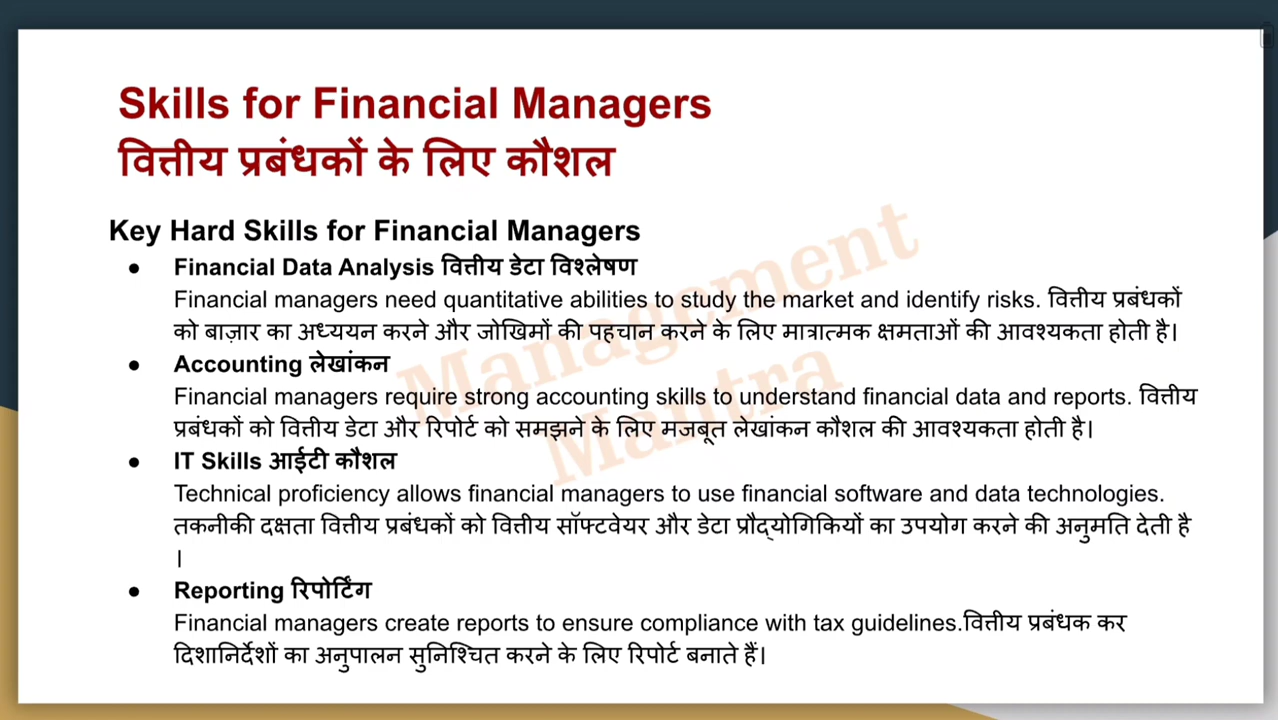 Skills for Financial Managers
वित्तीय प्रबंधकों के लिए कौशल
Key Hard Skills for Financial Managers
● Financial Data Analysis वित्तीय डेटा विश्लेषण
Financial managers need quantitative abilities to study the market and identify risks. वित्तीय प्रबंधकों
को बाज़ार का अध्ययन करने और जोखिमों की पहचान करने के लिए मात्रात्मक क्षमताओं की आवश्यकता होती है।
● Accounting लेखांकन
Financial managers require strong accounting skills to understand financial data and reports. वित्तीय
प्रबंधकों को वित्तीय डेटा और रिपोर्ट को समझने के लिए मजबूत लेखांकन कौशल की आवश्यकता होती है।
● IT Skills आईटी कौशल
Technical proficiency allows financial managers to use financial software and data technologies.
तकनीकी दक्षता वित्तीय प्रबंधकों को वित्तीय सॉफ्टवेयर और डेटा प्रौद्योगिकियों का उपयोग करने की अनुमति देती है
।
● Reporting रिपोर्टिंग
Financial managers create reports to ensure compliance with tax guidelines.वित्तीय प्रबंधक कर
दिशानिर्देशों का अनुपालन सुनिश्चित करने के लिए रिपोर्ट बनाते हैं।
Management
Mantra